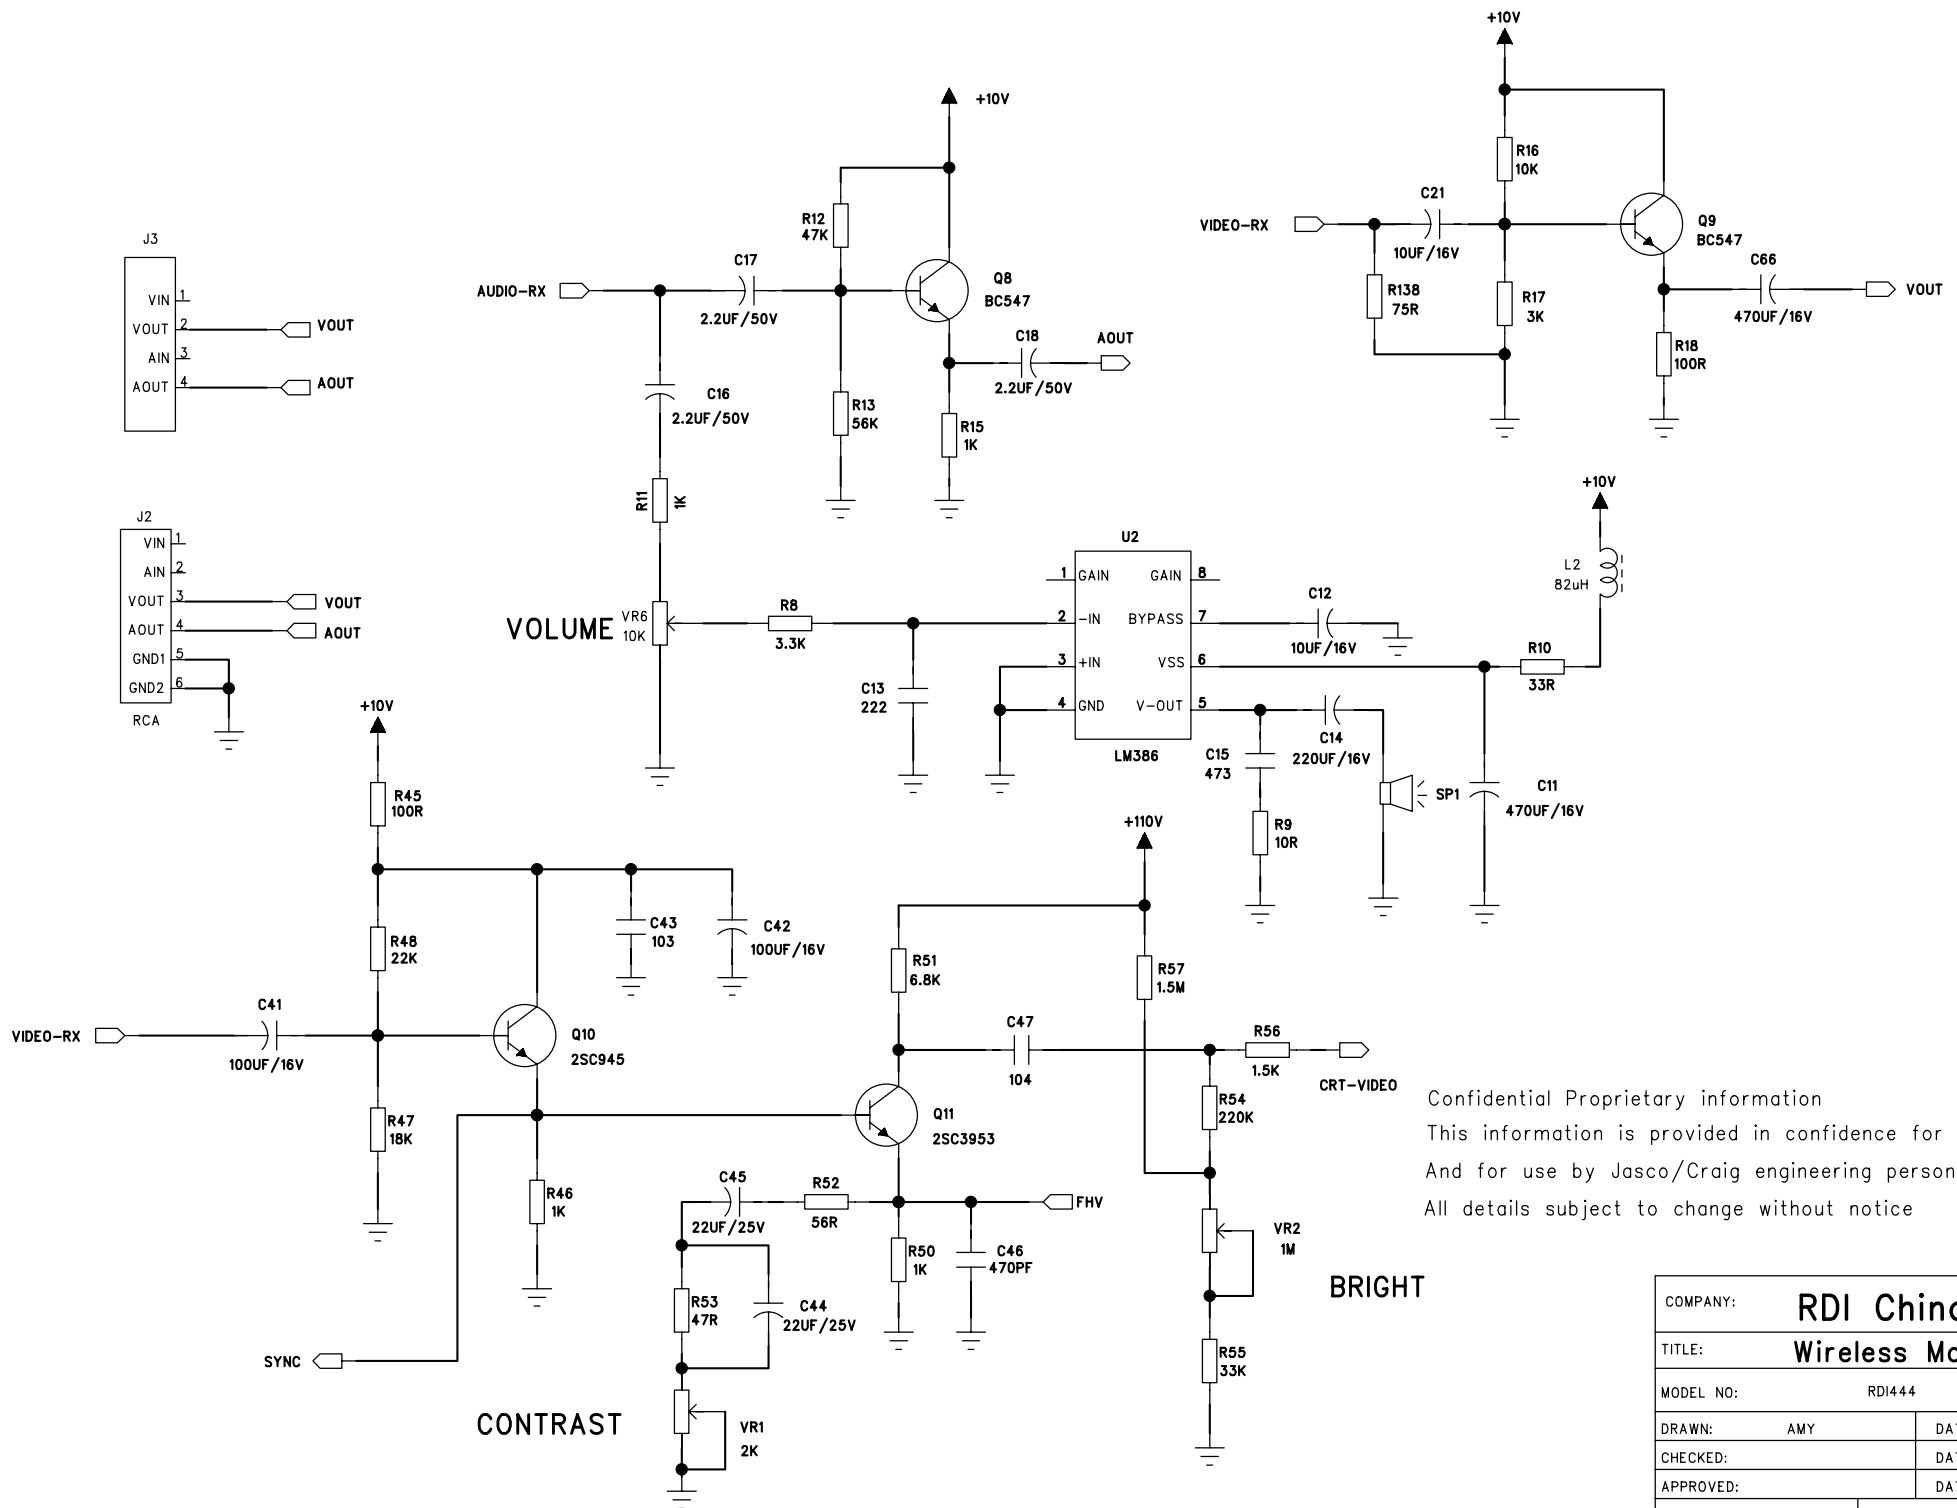 +10V
+10V
R16
10K
C21
10UF/16V
VIDEO-RX
Q9
BC547
R138
75R
R17
3K
C66
470UF/16V
VOUT
R18
100R
J3
VIN 1
VOUT 2
AIN 3
AOUT 4
VOUT
AOUT
R12
47K
C17
2.2UF/50V
AUDIO-RX
Q8
BC547
C18
2.2UF/50V
AOUT
C16
2.2UF/50V
R13
56K
R15
1K
R11
1K
J2
VIN 1
AIN 2
VOUT 3
AOUT 4
GND1 5
GND2 6
RCA
VOUT
AOUT
VOLUME
VR6
10K
R8
3.3K
C13
222
U2
1 GAIN GAIN 8
2 -IN BYPASS 7
3 +IN VSS 6
4 GND V-OUT 5
LM386
C12
10UF/16V
+10V
L2
82uH
R10
33R
C15
473
C14
220UF/16V
SP1
C11
470UF/16V
R9
10R
+10V
R45
100R
R48
22K
C43
103
C42
100UF/16V
VIDEO-RX
C41
100UF/16V
Q10
2SC945
R47
18K
R46
1K
SYNC
+110V
R51
6.8K
R57
1.5M
C47
104
R56
1.5K
CRT-VIDEO
Q11
2SC3953
R54
220K
C45
22UF/25V
R52
56R
FHV
R50
1K
C46
470PF
VR2
1M
BRIGHT
R53
47R
C44
22UF/25V
R55
33K
CONTRAST
VR1
2K
Confidential Proprietary information
This information is provided in confidence for
And for use by Jasco/Craig engineering person
All details subject to change without notice
COMPANY: RDI China
TITLE: Wireless Mo
MODEL NO: RDI444
DRAWN: AMY DA
CHECKED: DA
APPROVED: DA